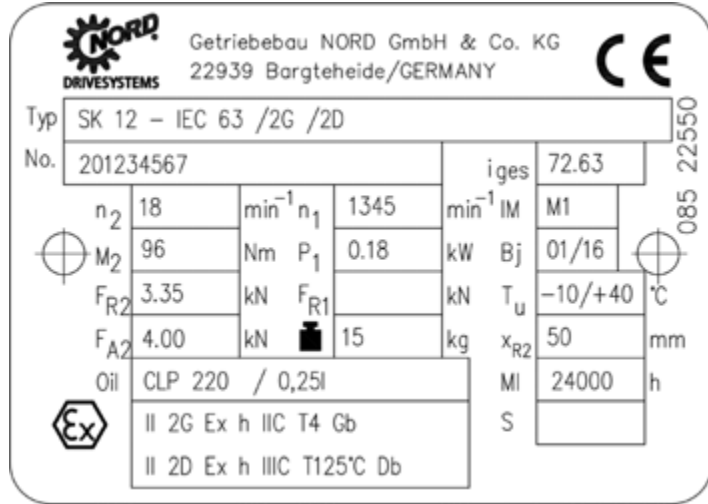 NORD
DRIVESYSTEMS
Getriebebau NORD GmbH & Co. KG
22939 Bargteheide/GERMANY
CE
Typ SK 12 - IEC 63 /2G /2D
No. 201234567 i ges 72.63
n2 18 min-1 n1 1345 min-1 IM M1
M2 96 Nm P1 0.18 kW Bj 01/16
FR2 3.35 kN FR1 kN Tu -10/+40 °C
FA2 4.00 kN 15 kg xR2 50 mm
Oil CLP 220 / 0,25l MI 24000 h
Ex II 2G Ex h IIC T4 Gb S
II 2D Ex h IIIC T125°C Db
085 22550